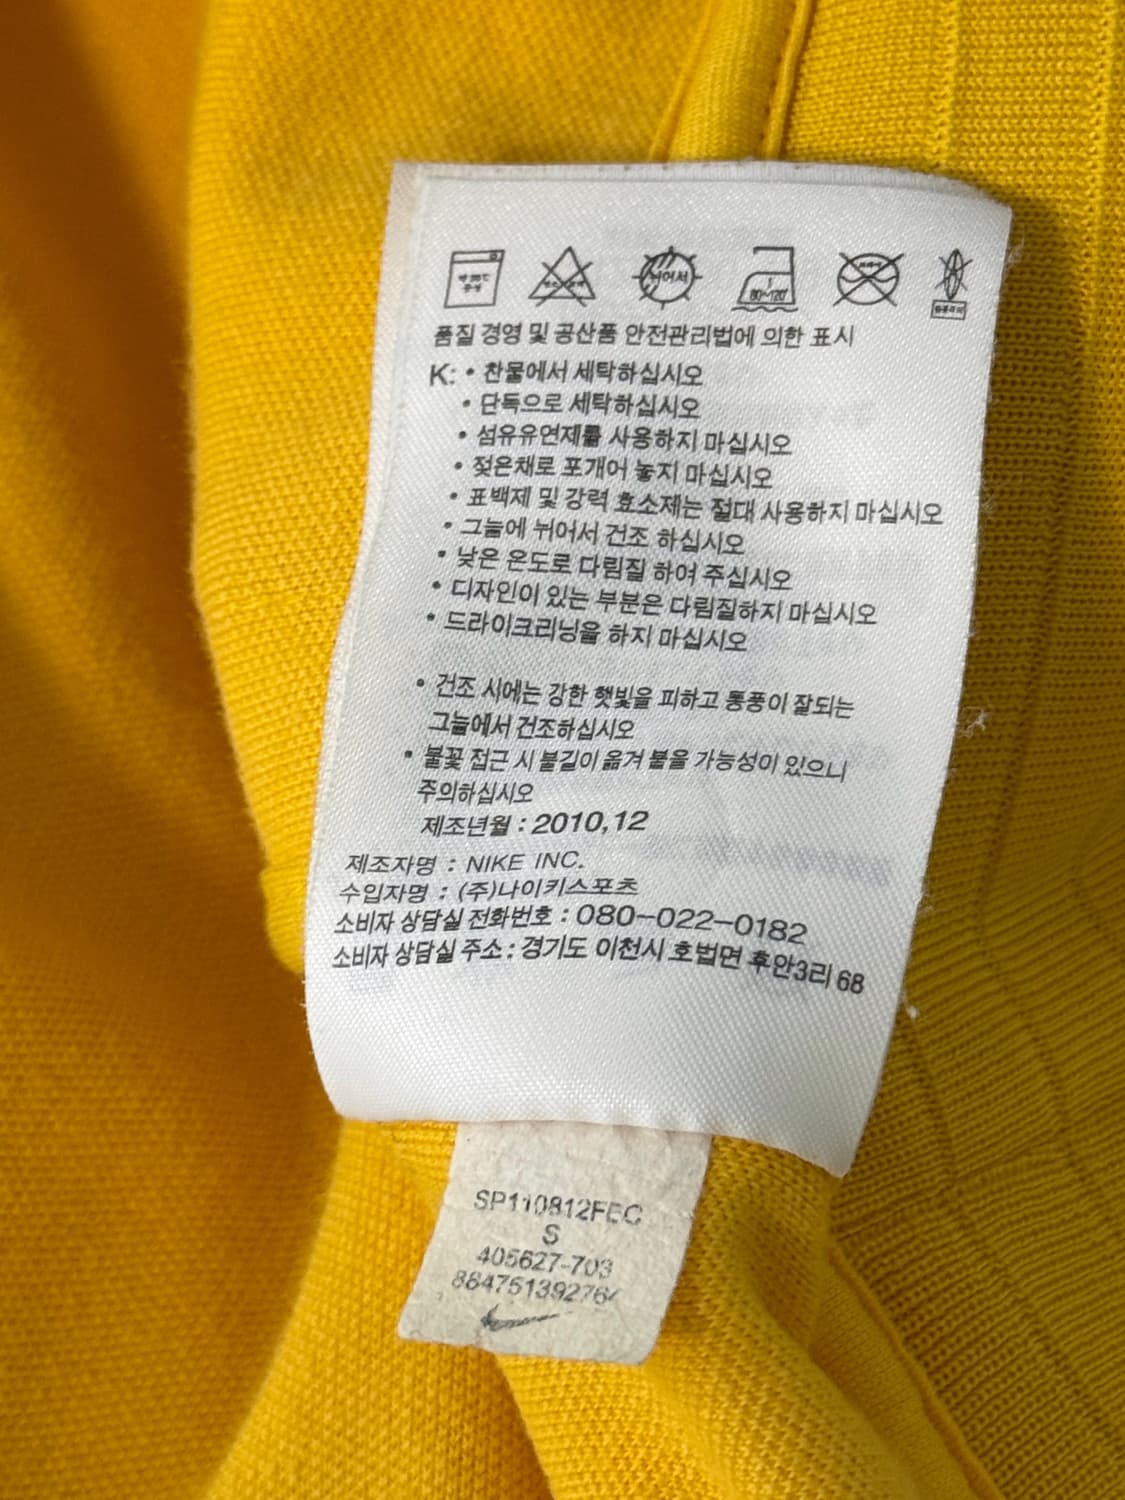 뉘어서
80~120°
품질 경영 및 공산품 안전관리법에 의한 표시
K: • 찬물에서 세탁하십시오
• 단독으로 세탁하십시오
• 섬유유연제를 사용하지 마십시오
• 젖은채로 포개어 놓지 마십시오
• 표백제 및 강력 효소제는 절대 사용하지 마십시오
• 그늘에 뉘어서 건조 하십시오
• 낮은 온도로 다림질 하여 주십시오
• 디자인이 있는 부분은 다림질하지 마십시오
• 드라이크리닝을 하지 마십시오
• 건조 시에는 강한 햇빛을 피하고 통풍이 잘되는
그늘에서 건조하십시오
• 불꽃 접근 시 불길이 옮겨 붙을 가능성이 있으니
주의하십시오
제조년월 : 2010,12
제조자명 : NIKE INC.
수입자명 : (주)나이키스포츠
소비자 상담실 전화번호 : 080-022-0182
소비자 상담실 주소 : 경기도 이천시 호법면 후안3리 68
SP110812FEC
S
405627-703